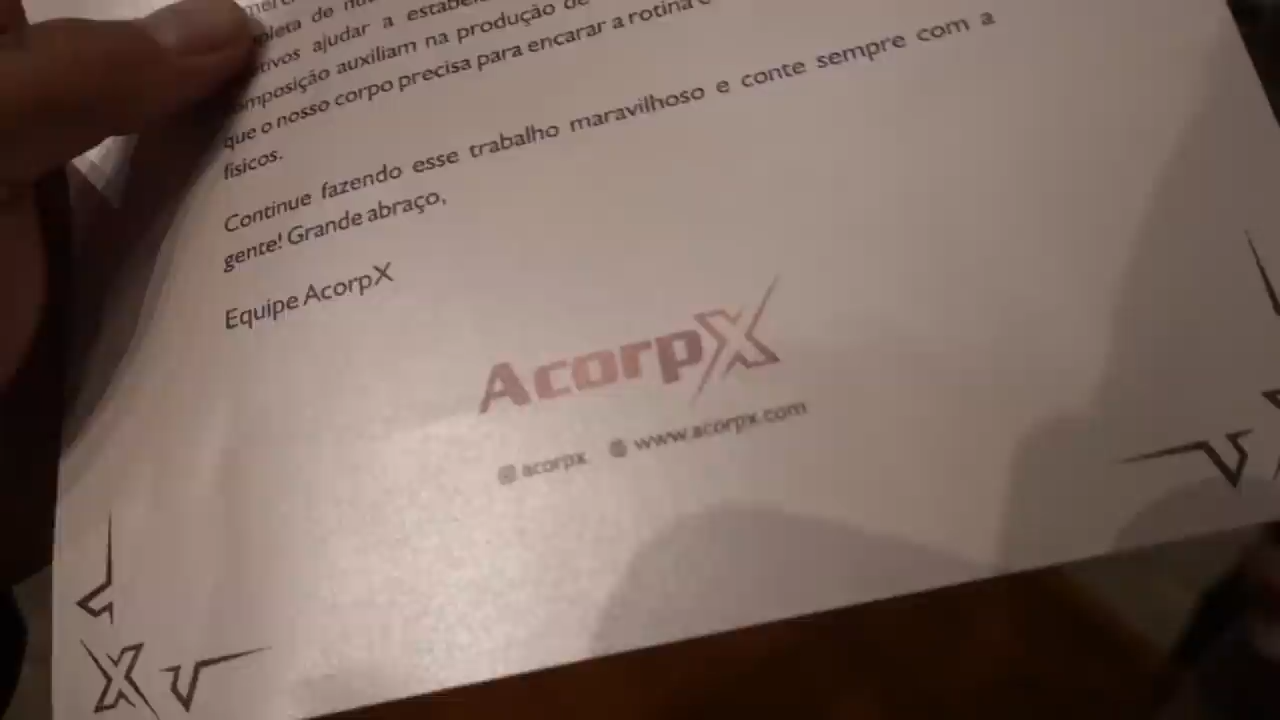 ajudar a
composição auxiliam na produção de
que o nosso corpo precisa para encarar a rotina
físicos.
Continue fazendo esse trabalho maravilhoso e conte sempre com a
gente! Grande abraço,
Equipe AcorpX
AcorpX
@acorpx www.acorpx.com
X